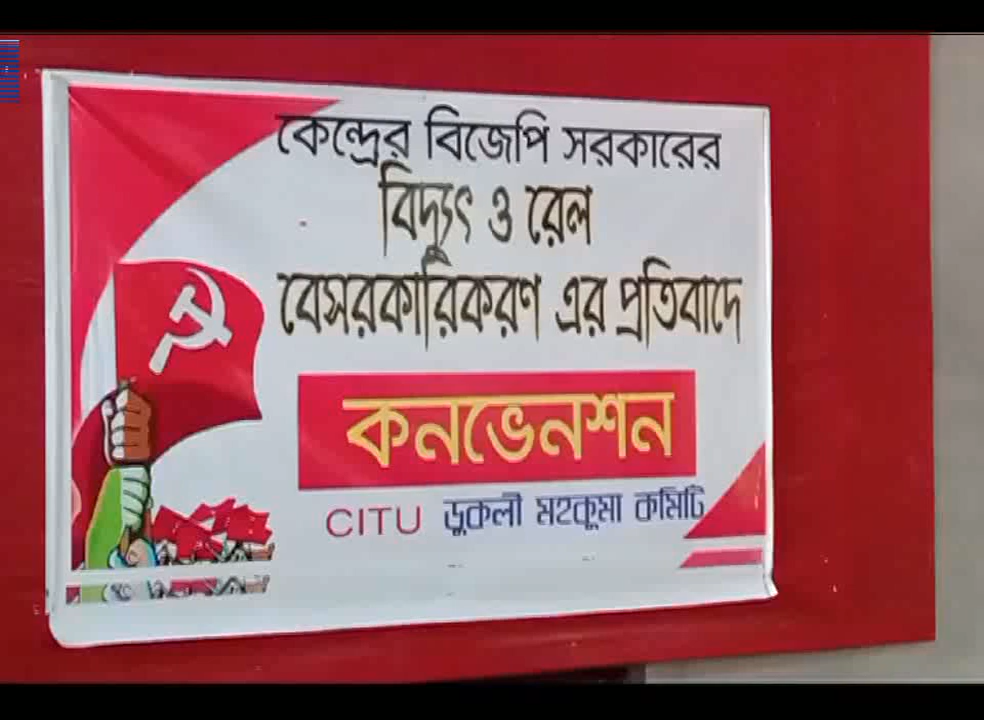 কেন্দ্রের বিজেপি সরকারের
বিদ্যুৎ ও রেল
বেসরকারিকরণ এর প্রতিবাদে
কনভেনশন
CITU ডুকলী মহকুমা কমিটি